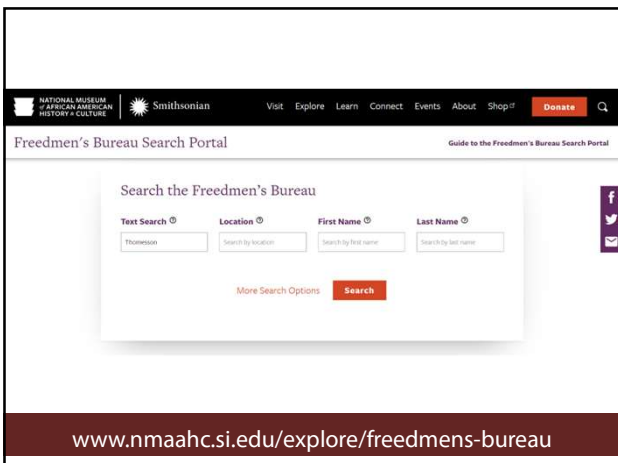 NATIONAL MUSEUM
of AFRICAN AMERICAN
HISTORY & CULTURE
Smithsonian
Visit Explore Learn Connect Events About Shop Donate
Freedmen's Bureau Search Portal
Guide to the Freedmen's Bureau Search Portal
Search the Freedmen's Bureau
Text Search Location First Name Last Name
Thomesson Search by location Search by first name Search by last name
More Search Options Search
www.nmaahc.si.edu/explore/freedmens-bureau